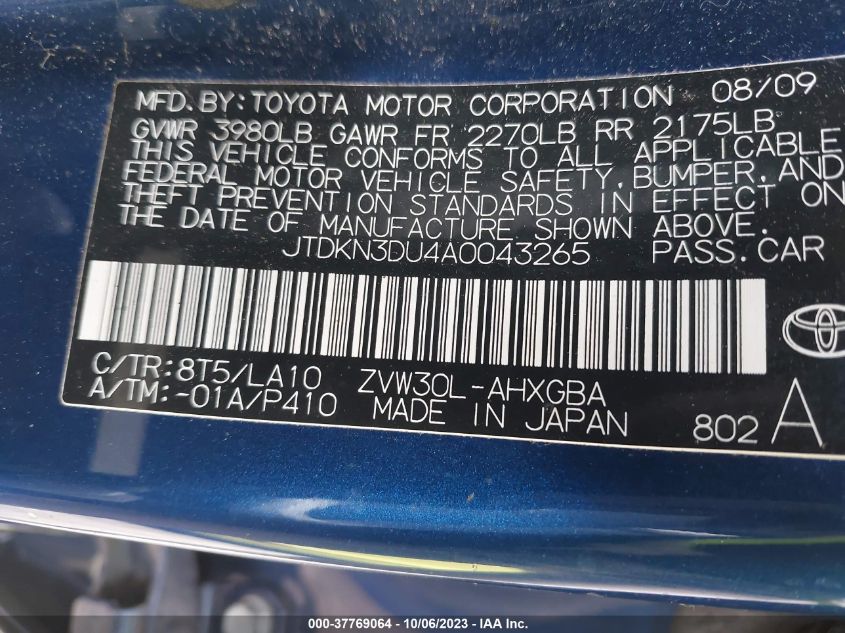 MFD. BY: TOYOTA MOTOR CORPORATION 08/09
GVWR 3980LB GAWR FR 2270LB RR 2175LB
THIS VEHICLE CONFORMS TO ALL APPLICABLE
FEDERAL MOTOR VEHICLE SAFETY, BUMPER, AND
THEFT PREVENTION STANDARDS IN EFFECT ON
THE DATE OF MANUFACTURE SHOWN ABOVE.
JTDKN3DU4A0043265 PASS. CAR
C/TR: 8T5/LA10 ZVW30L-AHXGBA
A/TM: -01A/P410 MADE IN JAPAN 802 A
000-37769064 - 10/06/2023 - IAA Inc.